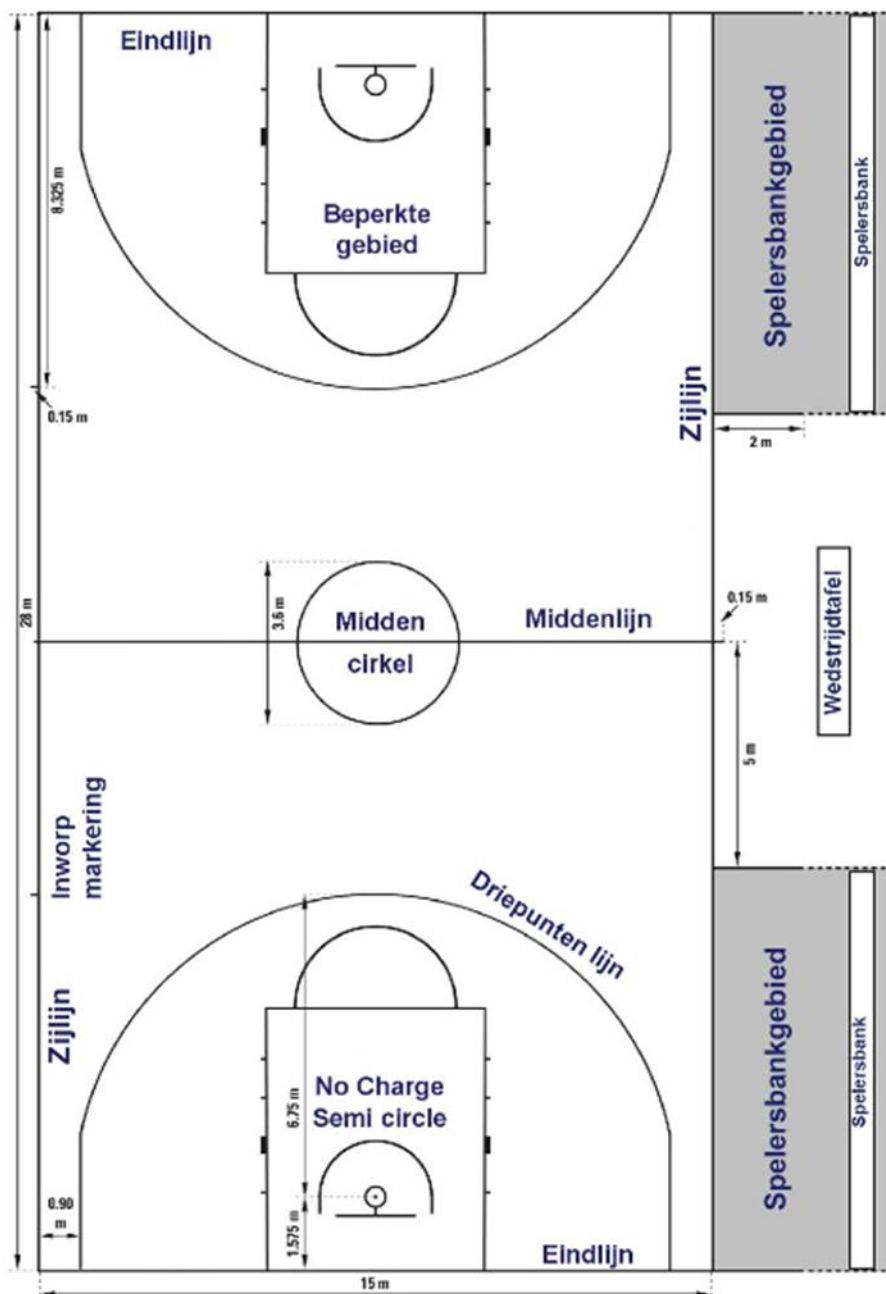 Eindlijn
Spelersbankgebied
Spelersbank
8.325 m
Beperkte
gebied
0.15 m
Zijlijn
2 m
28 m
3.6 m
Midden
cirkel
Middenlijn
0.15 m
Wedstrijdtafel
5 m
Inworp
markering
Driepunten lijn
Zijlijn
6.75 m
No Charge
Semi circle
Spelersbankgebied
Spelersbank
0.90
m
1.575 m
Eindlijn
15 m